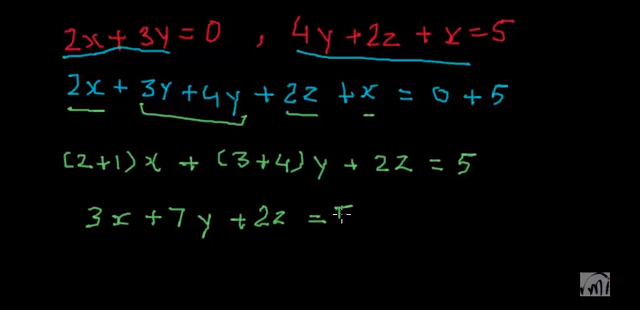 2x + 3y = 0 , 4y + 2z + x = 5
2x + 3y + 4y + 2z + x = 0 + 5
(2+1)x + (3+4)y + 2z = 5
3x + 7y + 2z = 5